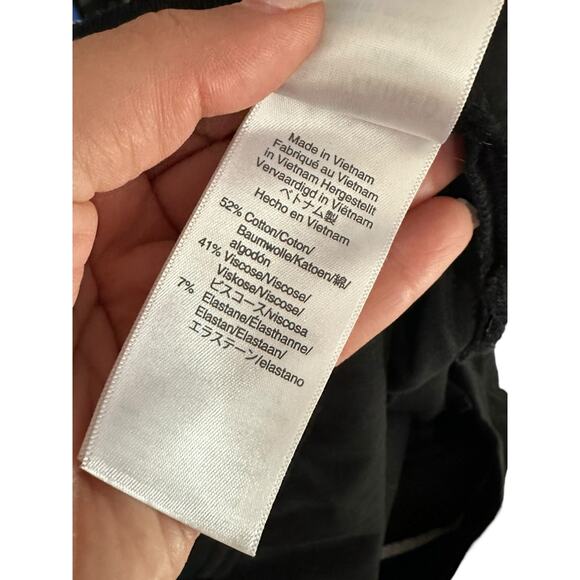 Made in Vietnam
Fabriqué au Vietnam
in Vietnam Hergestellt
Vervaardigd in Viëtnam
ベトナム製
Hecho en Vietnam
52% Cotton/Coton/
Baumwolle/Katoen/綿/
algodón
41% Viscose/Viscose/
Viskose/Viscose/
ビスコース/viscosa
7% Elastane/Élasthanne/
Elastan/Elastaan/
エラステーン/elastano